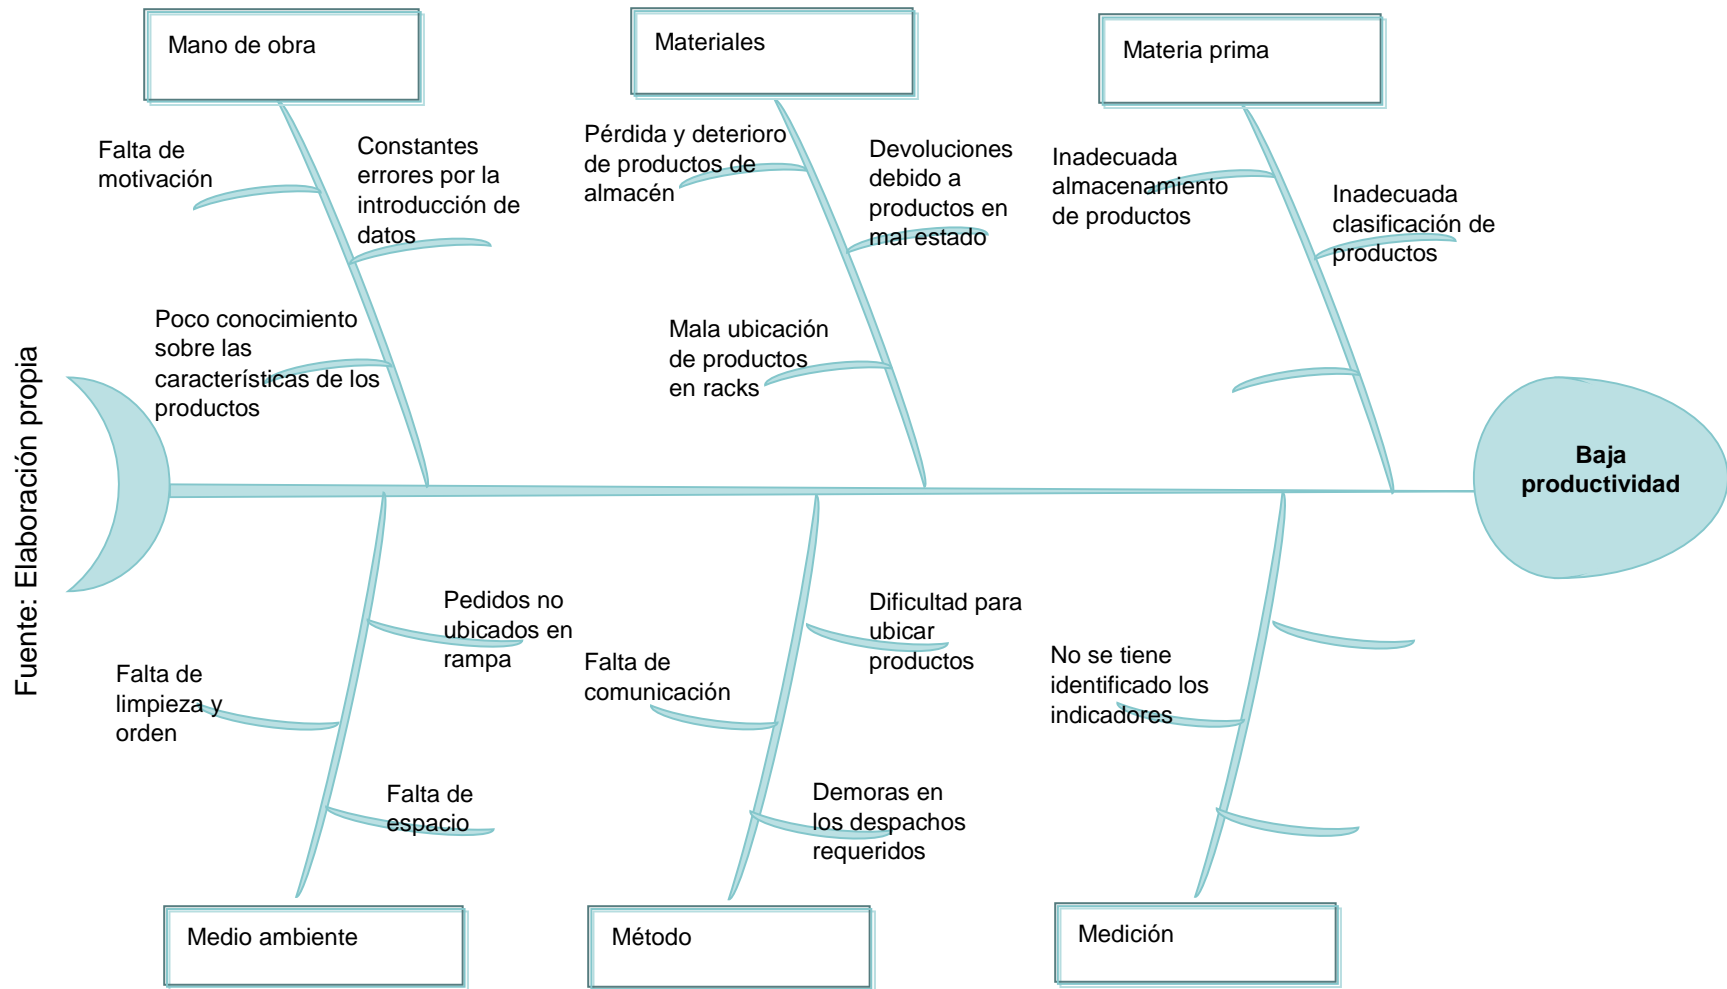 Mano de obra
Materiales
Materia prima
Falta de
motivación
Constantes
errores por la
introducción de
datos
Poco conocimiento
sobre las
características de los
productos
Pérdida y deterioro
de productos de
almacén
Devoluciones
debido a
productos en
mal estado
Mala ubicación
de productos
en racks
Inadecuada
almacenamiento
de productos
Inadecuada
clasificación de
productos
Baja
productividad
Fuente: Elaboración propia
Pedidos no
ubicados en
rampa
Falta de
limpieza y
orden
Falta de
espacio
Dificultad para
ubicar
productos
Falta de
comunicación
Demoras en
los despachos
requeridos
No se tiene
identificado los
indicadores
Medio ambiente
Método
Medición